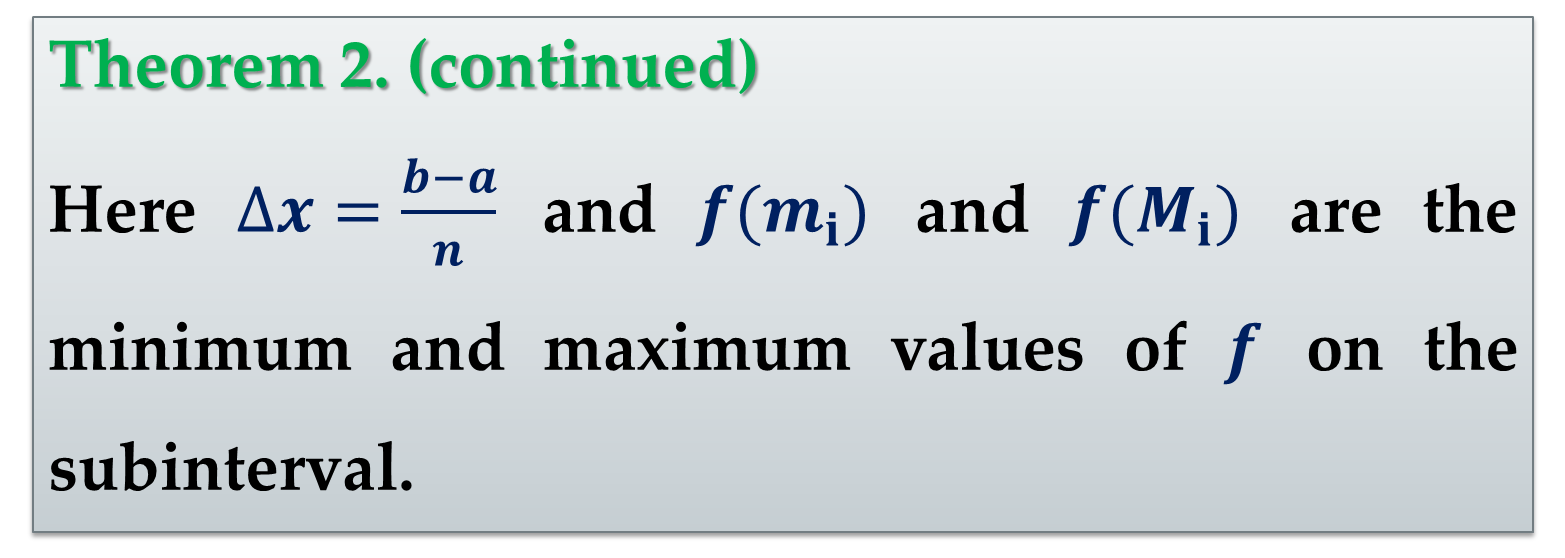 Theorem 2. (continued)
Here Δx = b−a/n and f(mᵢ) and f(Mᵢ) are the
minimum and maximum values of f on the
subinterval.